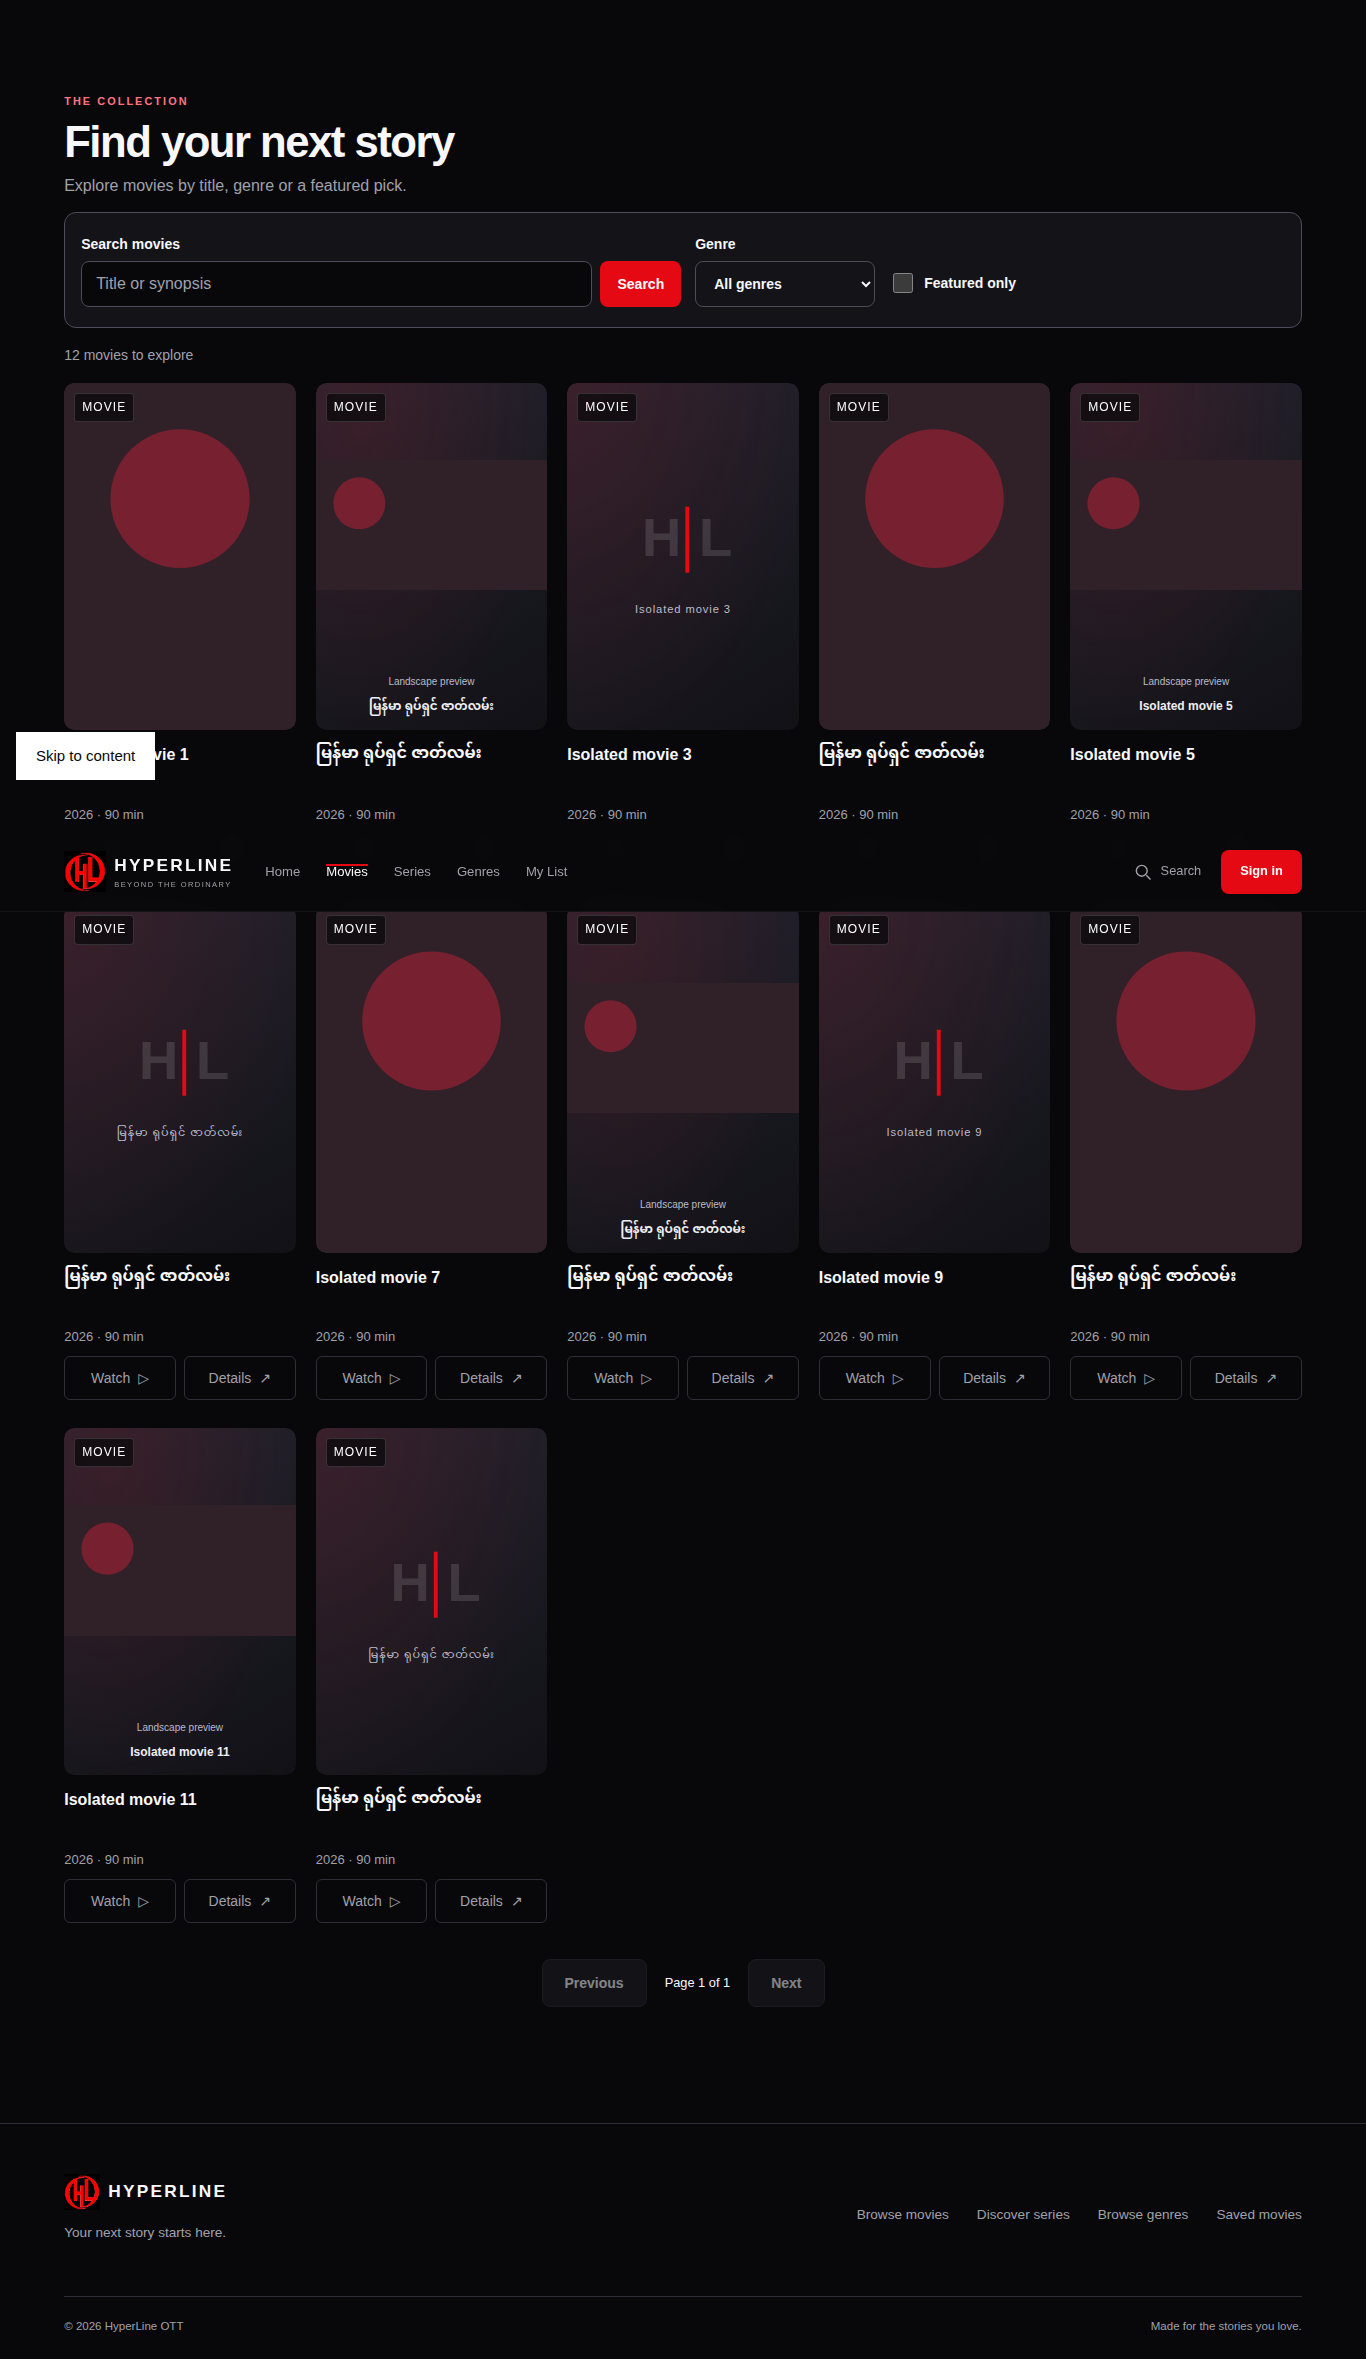 THE COLLECTION
Find your next story
Explore movies by title, genre or a featured pick.
Search movies
Genre
Title or synopsis
Search
All genres
Featured only
12 movies to explore
MOVIE
MOVIE
MOVIE
MOVIE
MOVIE
H L
Isolated movie 3
Landscape preview
မြန်မာ ရုပ်ရှင် ဇာတ်လမ်း
Landscape preview
Isolated movie 5
Skip to content
vie 1
မြန်မာ ရုပ်ရှင် ဇာတ်လမ်း
Isolated movie 3
မြန်မာ ရုပ်ရှင် ဇာတ်လမ်း
Isolated movie 5
2026 · 90 min
2026 · 90 min
2026 · 90 min
2026 · 90 min
2026 · 90 min
HL
HYPERLINE
BEYOND THE ORDINARY
Home
Movies
Series
Genres
My List
Search
Sign in
MOVIE
MOVIE
MOVIE
MOVIE
MOVIE
H L
မြန်မာ ရုပ်ရှင် ဇာတ်လမ်း
H L
Isolated movie 9
Landscape preview
မြန်မာ ရုပ်ရှင် ဇာတ်လမ်း
မြန်မာ ရုပ်ရှင် ဇာတ်လမ်း
Isolated movie 7
မြန်မာ ရုပ်ရှင် ဇာတ်လမ်း
Isolated movie 9
မြန်မာ ရုပ်ရှင် ဇာတ်လမ်း
2026 · 90 min
2026 · 90 min
2026 · 90 min
2026 · 90 min
2026 · 90 min
Watch ▷
Details ↗
Watch ▷
Details ↗
Watch ▷
Details ↗
Watch ▷
Details ↗
Watch ▷
Details ↗
MOVIE
MOVIE
H L
မြန်မာ ရုပ်ရှင် ဇာတ်လမ်း
Landscape preview
Isolated movie 11
Isolated movie 11
မြန်မာ ရုပ်ရှင် ဇာတ်လမ်း
2026 · 90 min
2026 · 90 min
Watch ▷
Details ↗
Watch ▷
Details ↗
Previous
Page 1 of 1
Next
HL
HYPERLINE
Your next story starts here.
Browse movies
Discover series
Browse genres
Saved movies
© 2026 HyperLine OTT
Made for the stories you love.